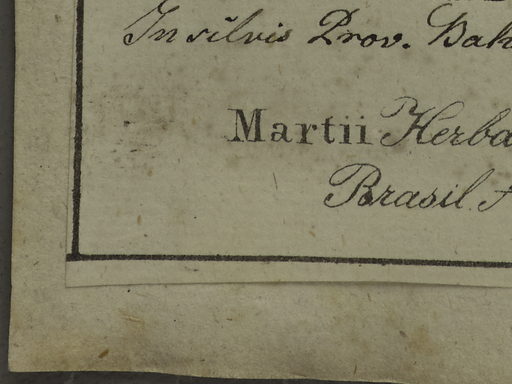 In silvis Prov. Bah
Martii Herba
Brasil